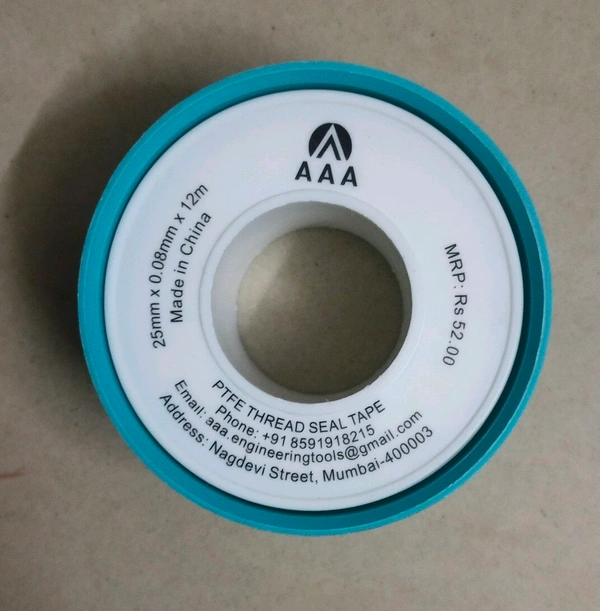 AAA
25mm x 0.08mm x 12m
Made in China
MRP: Rs 52.00
PTFE THREAD SEAL TAPE
Phone: +91 8591918215
Email: aaa.engineeringtools@gmail.com
Address: Nagdevi Street, Mumbai-400003